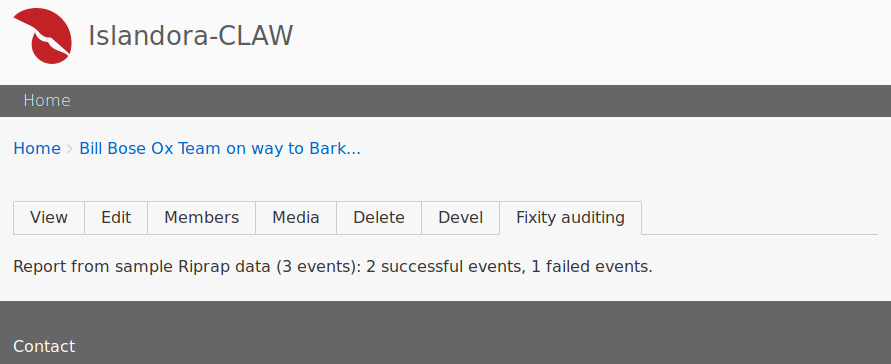 Islandora-CLAW
Home
Home › Bill Bose Ox Team on way to Bark...
View Edit Members Media Delete Devel Fixity auditing
Report from sample Riprap data (3 events): 2 successful events, 1 failed events.
Contact